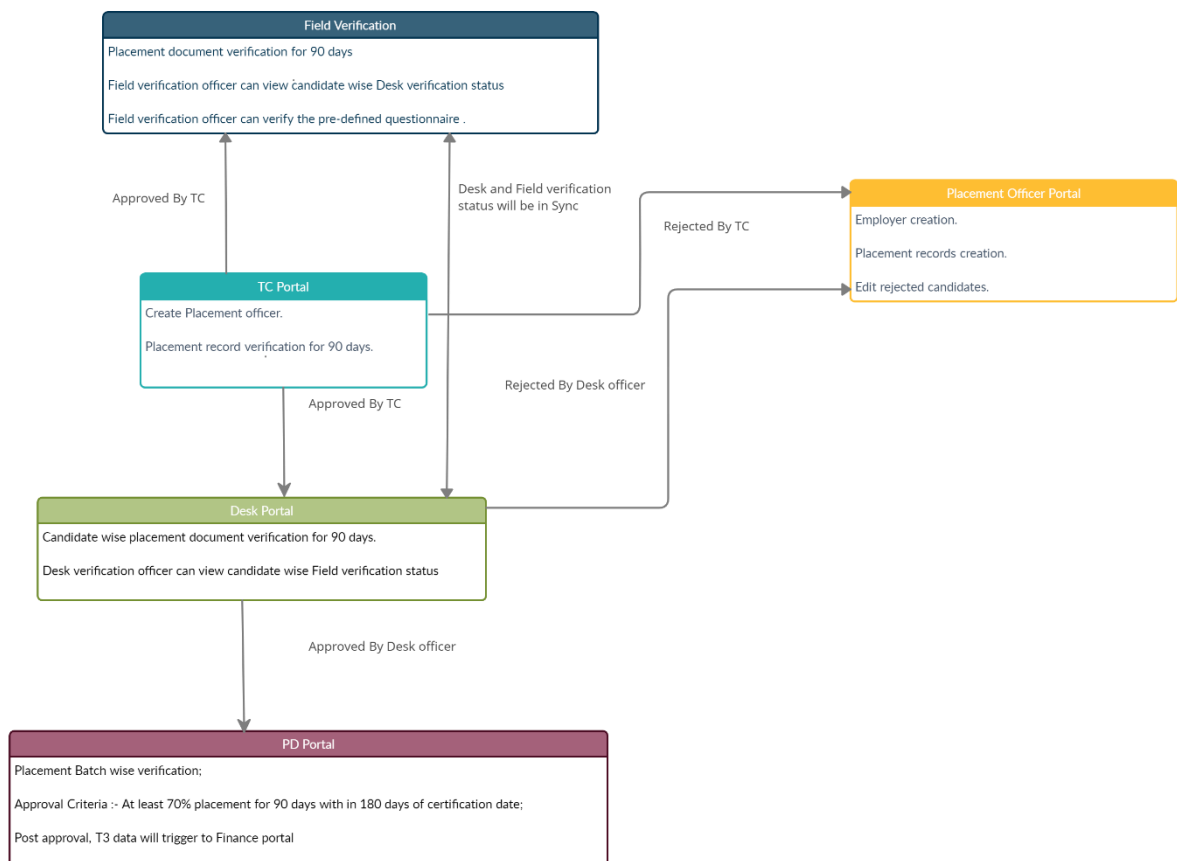 Field Verification
Placement document verification for 90 days
Field verification officer can view candidate wise Desk verification status
Field verification officer can verify the pre-defined questionnaire .
Approved By TC
Desk and Field verification
status will be in Sync
Placement Officer Portal
Employer creation.
Placement records creation.
Edit rejected candidates.
Rejected By TC
TC Portal
Create Placement officer.
Placement record verification for 90 days.
Rejected By Desk officer
Approved By TC
Desk Portal
Candidate wise placement document verification for 90 days.
Desk verification officer can view candidate wise Field verification status
Approved By Desk officer
PD Portal
Placement Batch wise verification;
Approval Criteria :- At least 70% placement for 90 days with in 180 days of certification date;
Post approval, T3 data will trigger to Finance portal